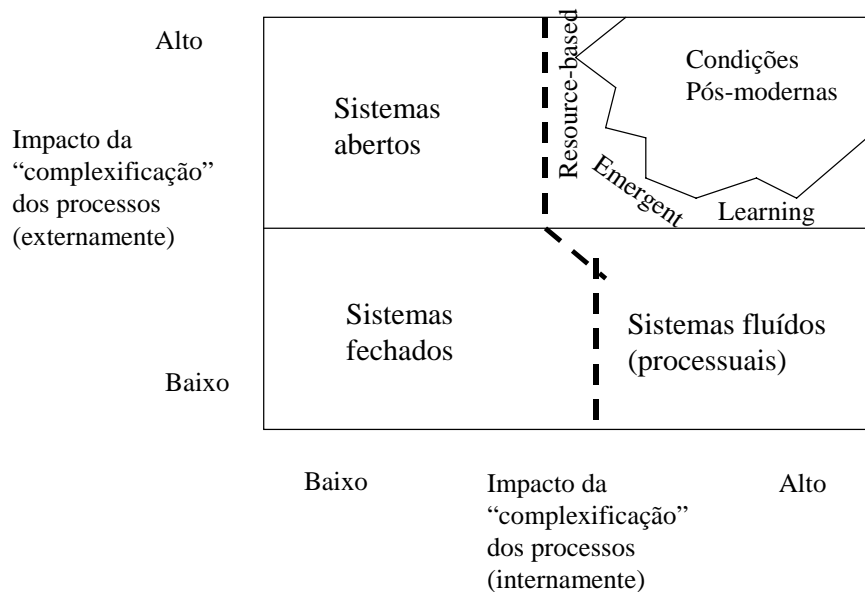 Alto
Impacto da
“complexificação”
dos processos
(externamente)
Baixo
Sistemas
abertos
Resource-based
Condições
Pós-modernas
Emergent
Learning
Sistemas
fechados
Sistemas fluídos
(processuais)
Baixo
Impacto da
“complexificação”
dos processos
(internamente)
Alto